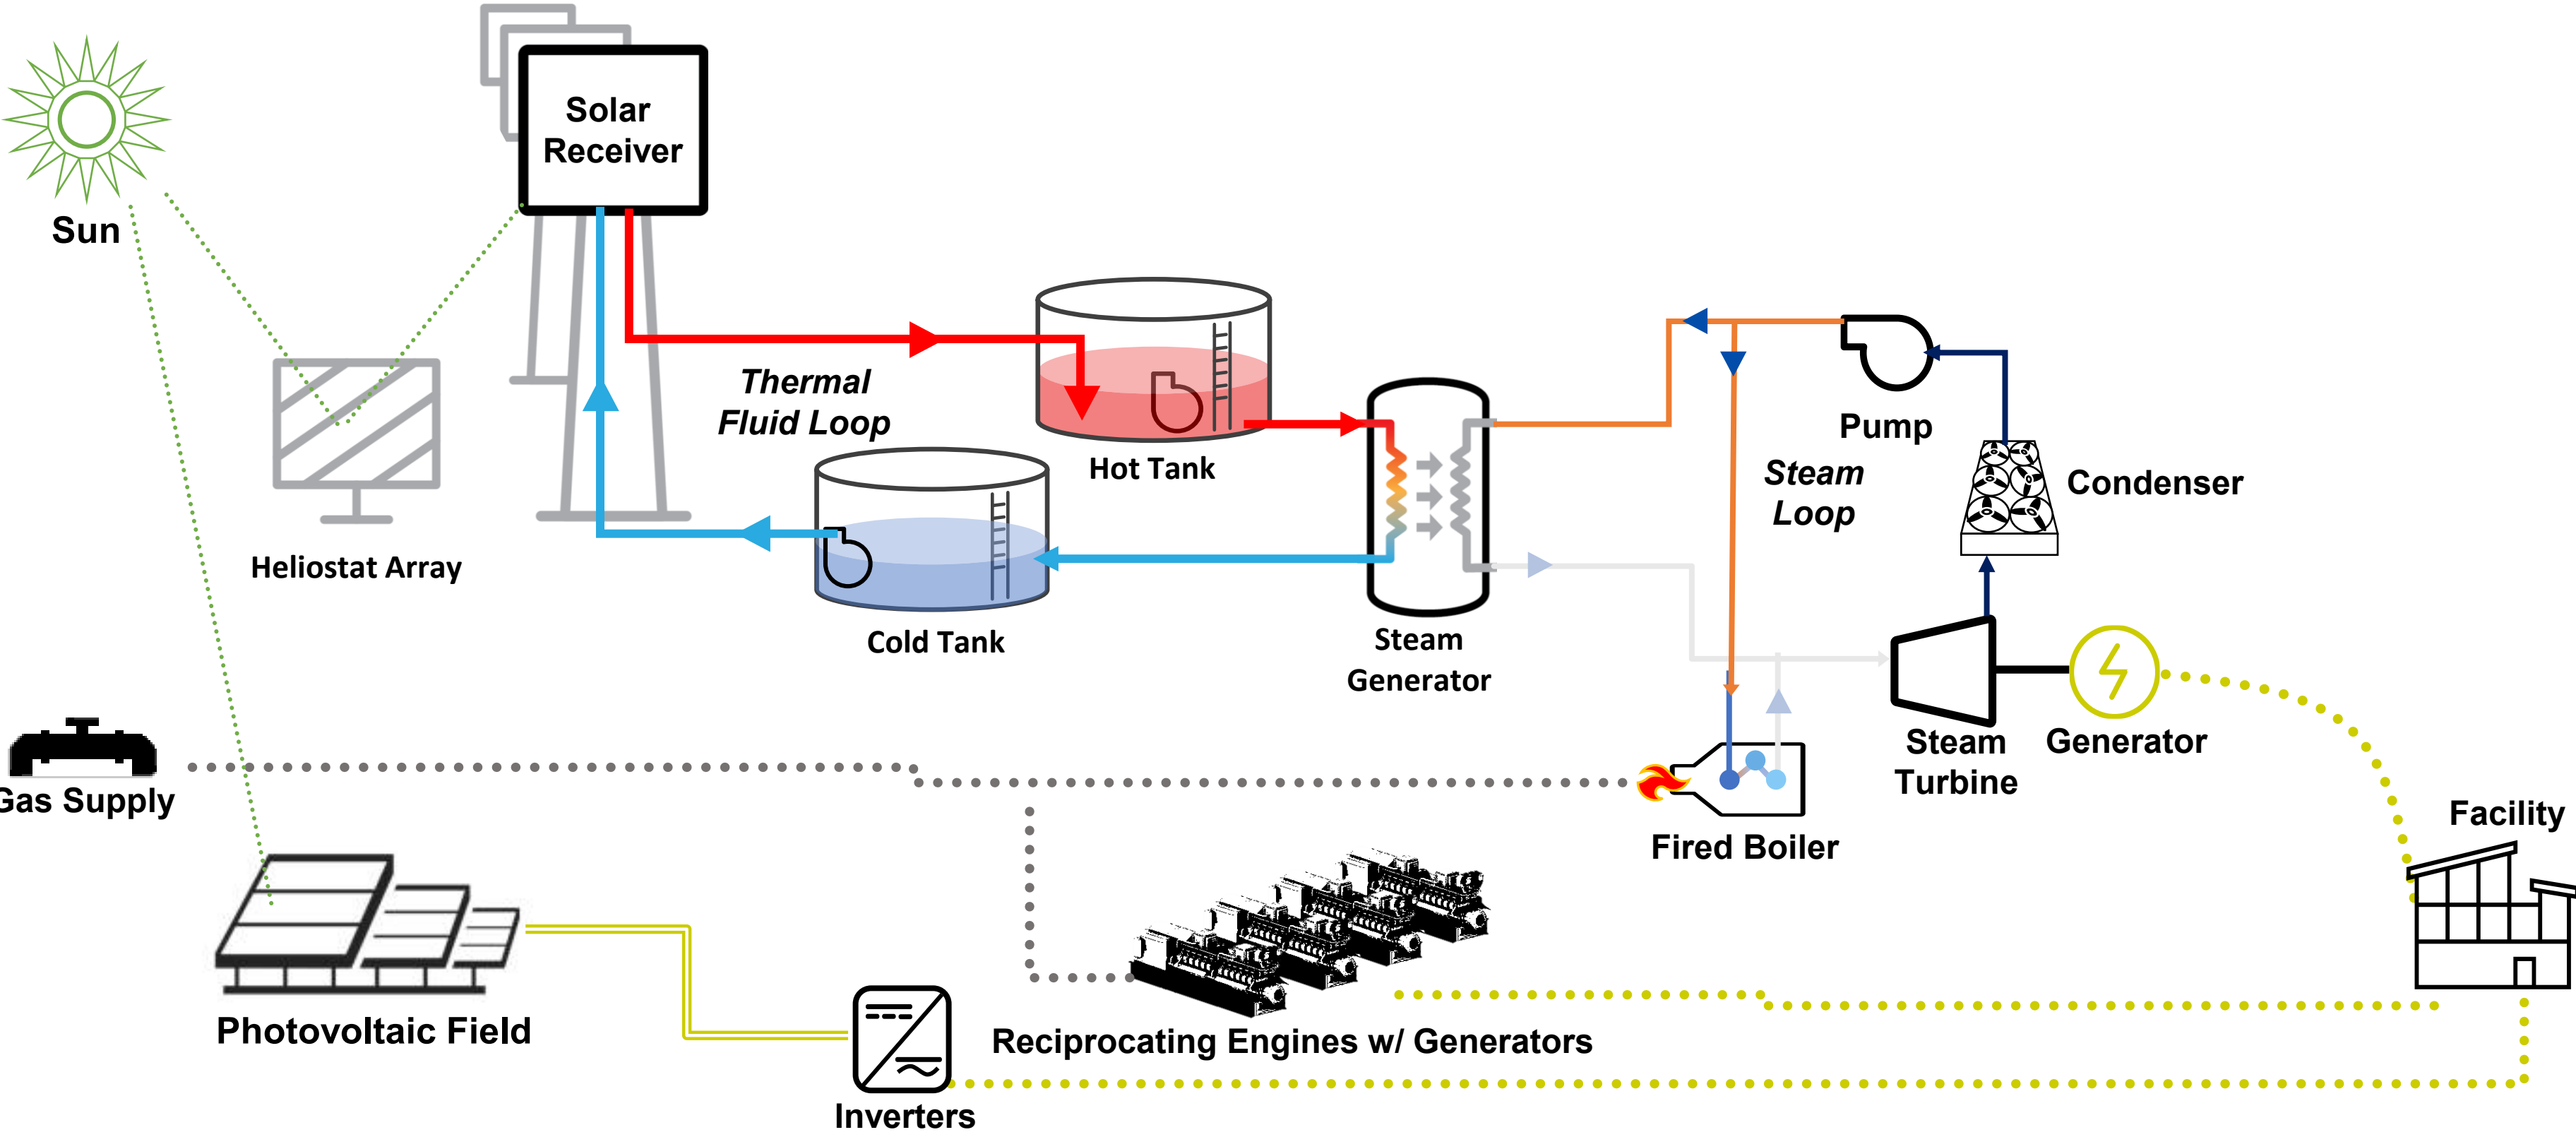 Solar
Receiver
Sun
Thermal
Fluid Loop
Hot Tank
Pump
Steam
Loop
Condenser
Heliostat Array
Cold Tank
Steam
Generator
Steam
Turbine
Generator
Gas Supply
Fired Boiler
Facility
Photovoltaic Field
Reciprocating Engines w/ Generators
Inverters